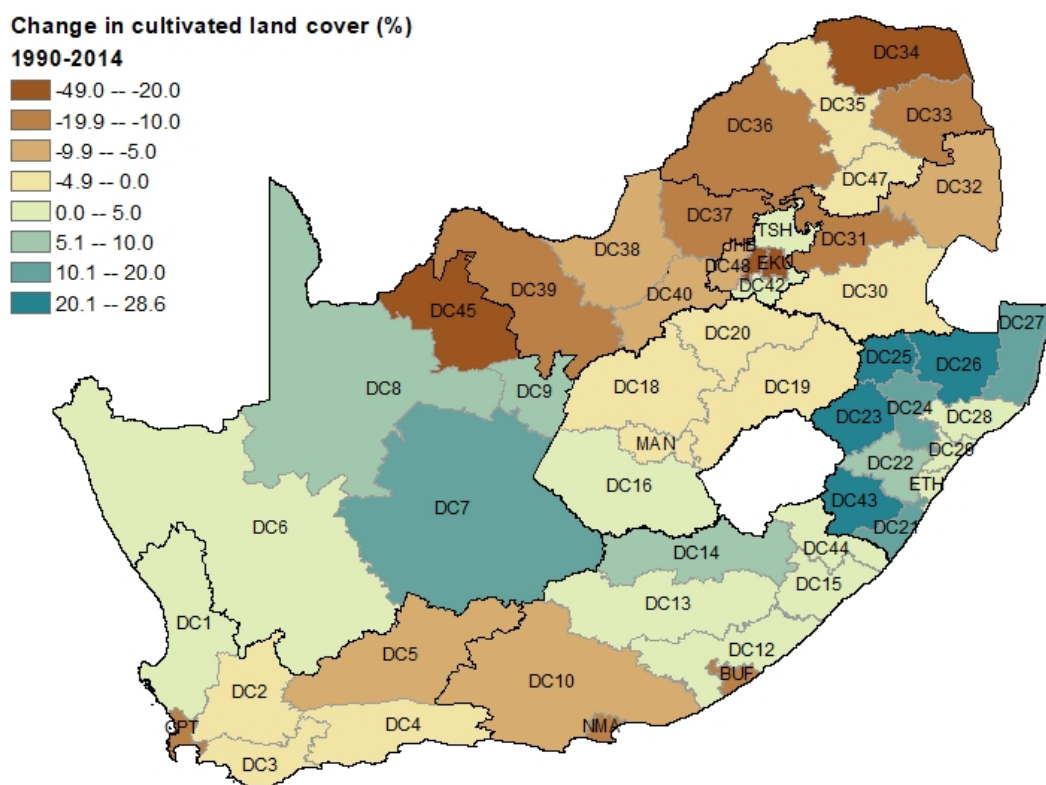 Change in cultivated land cover (%)
1990-2014
-49.0 -- -20.0
-19.9 -- -10.0
-9.9 -- -5.0
-4.9 -- 0.0
0.0 -- 5.0
5.1 -- 10.0
10.1 -- 20.0
20.1 -- 28.6
DC34
DC35
DC33
DC36
DC47
DC32
DC37
TSH
DC31
DC38
JHB
DC48
EKU
DC42
DC40
DC39
DC30
DC45
DC27
DC20
DC25
DC26
DC8
DC9
DC18
DC19
DC24
DC23
DC28
MAN
DC29
DC22
DC16
ETH
DC43
DC7
DC6
DC21
DC14
DC44
DC15
DC13
DC1
DC12
DC5
BUF
DC2
DC10
CPT
DC4
NMA
DC3